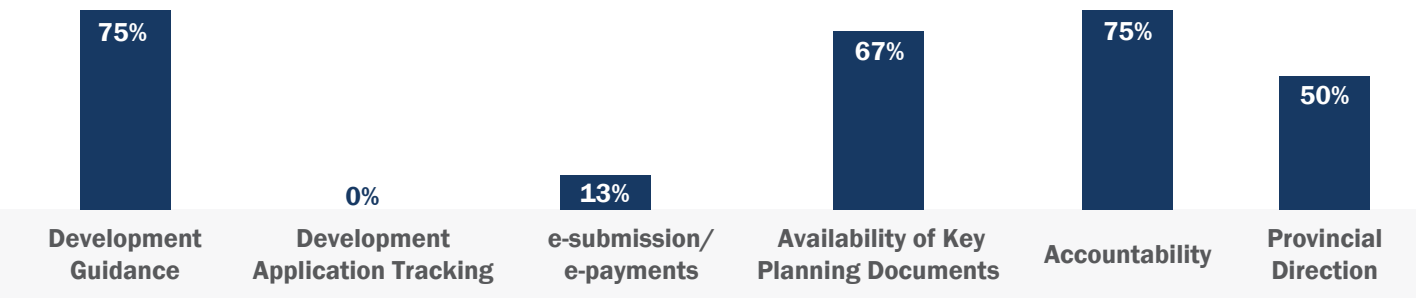 75%
0%
13%
67%
75%
50%
Development
Guidance
Development
Application Tracking
e-submission/
e-payments
Availability of Key
Planning Documents
Accountability
Provincial
Direction